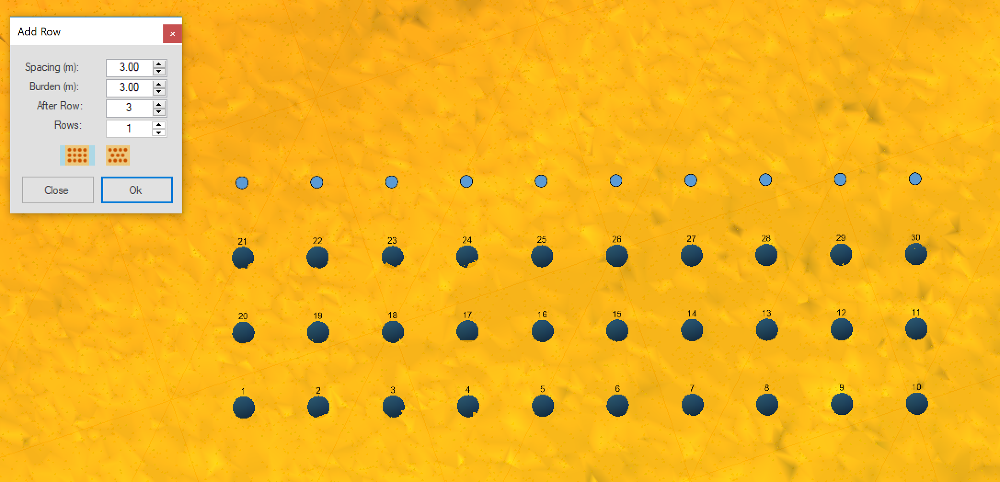 Add Row
Spacing (m): 3.00
Burden (m): 3.00
After Row: 3
Rows: 1
Close Ok
21 22 23 24 25 26 27 28 29 30
20 19 18 17 16 15 14 13 12 11
1 2 3 4 5 6 7 8 9 10